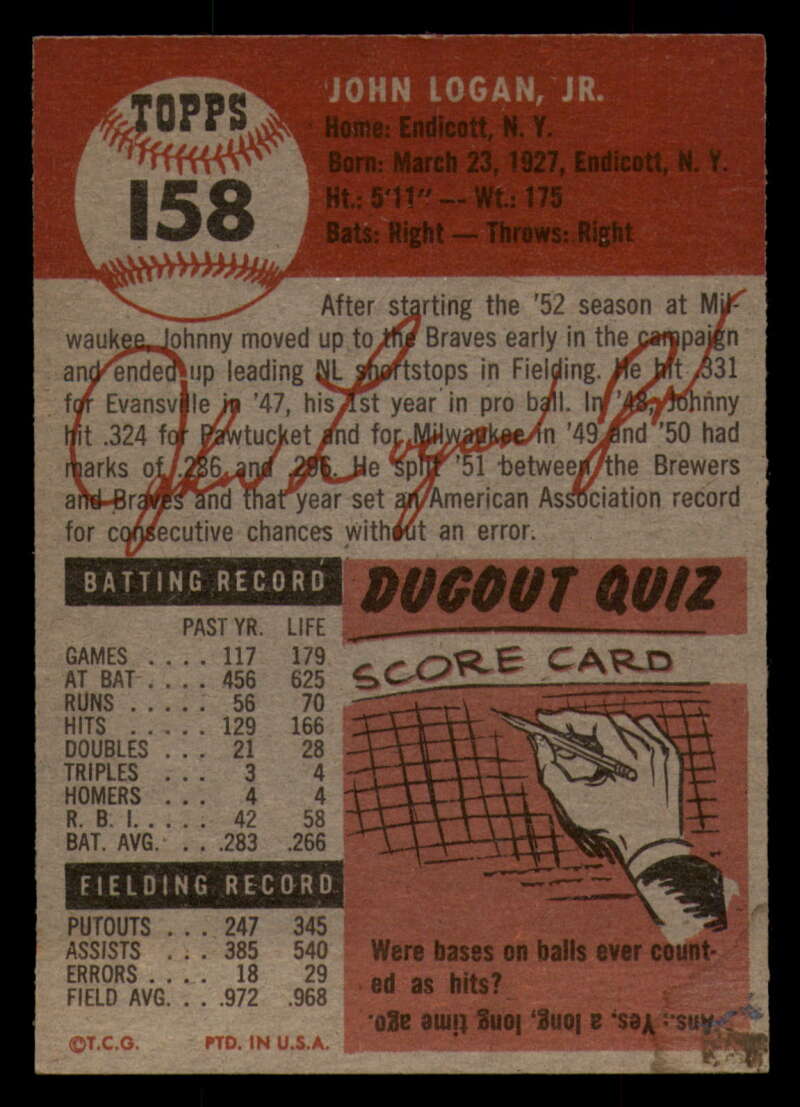 TOPPS
158
JOHN LOGAN, JR.
Home: Endicott, N. Y.
Born: March 23, 1927, Endicott, N. Y.
Ht.: 5'11" -- Wt.: 175
Bats: Right — Throws: Right
After starting the '52 season at Mil-
waukee, Johnny moved up to the Braves early in the campaign
and ended up leading NL shortstops in Fielding. He hit .331
for Evansville in '47, his 1st year in pro ball. In '48, Johnny
hit .324 for Pawtucket and for Milwaukee in '49 and '50 had
marks of .286 and .296. He split '51 between the Brewers
and Braves and that year set an American Association record
for consecutive chances without an error.
John Logan Jr
BATTING RECORD
PAST YR. LIFE
GAMES .... 117 179
AT BAT .... 456 625
RUNS ..... 56 70
HITS ..... 129 166
DOUBLES ... 21 28
TRIPLES ... 3 4
HOMERS ... 4 4
R. B. I. .... 42 58
BAT. AVG. ... .283 .266
FIELDING RECORD
PUTOUTS ... 247 345
ASSISTS ... 385 540
ERRORS .... 18 29
FIELD AVG. ... .972 .968
©T.C.G. PTD. IN U.S.A.
DUGOUT QUIZ
SCORE CARD
Were bases on balls ever count-
ed as hits?
Ans.: Yes, a long, long time ago.